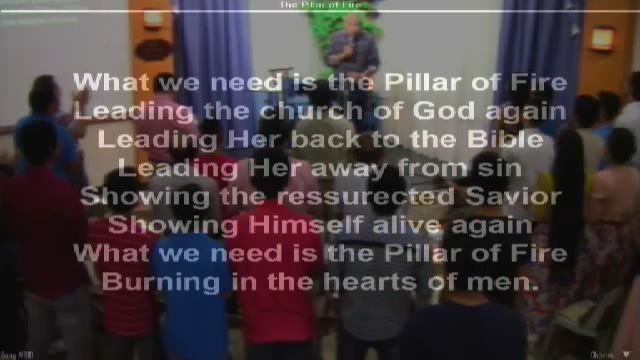 The Pillar of Fire
What we need is the Pillar of Fire
Leading the church of God again
Leading Her back to the Bible
Leading Her away from sin
Showing the ressurected Savior
Showing Himself alive again
What we need is the Pillar of Fire
Burning in the hearts of men.
Chorus